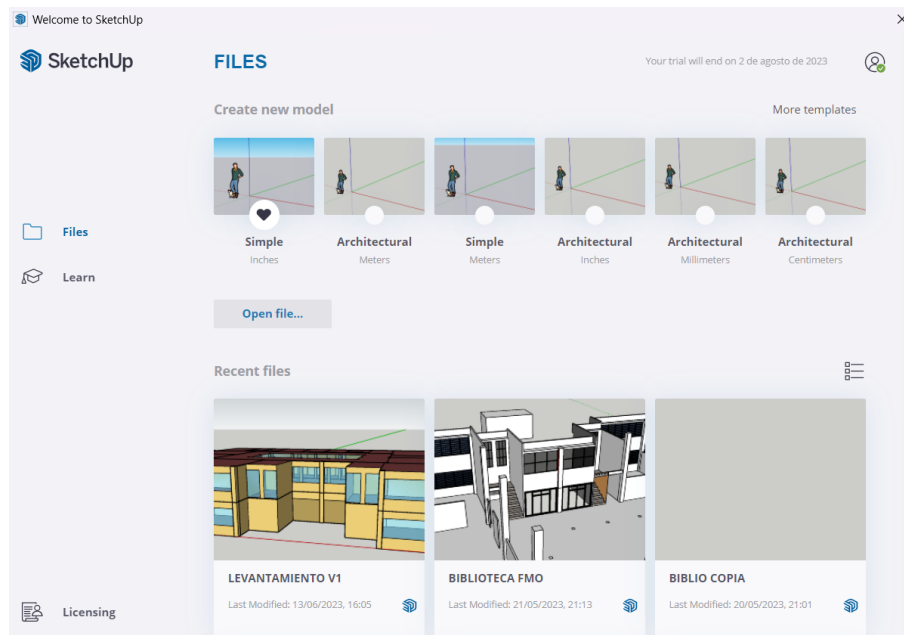 Welcome to SketchUp
SketchUp
FILES
Your trial will end on 2 de agosto de 2023
Create new model
More templates
Simple
Inches
Architectural
Meters
Simple
Meters
Architectural
Inches
Architectural
Millimeters
Architectural
Centimeters
Files
Learn
Open file...
Recent files
LEVANTAMIENTO V1
Last Modified: 13/06/2023, 16:05
BIBLIOTECA FMO
Last Modified: 21/05/2023, 21:13
BIBLIO COPIA
Last Modified: 20/05/2023, 21:01
Licensing